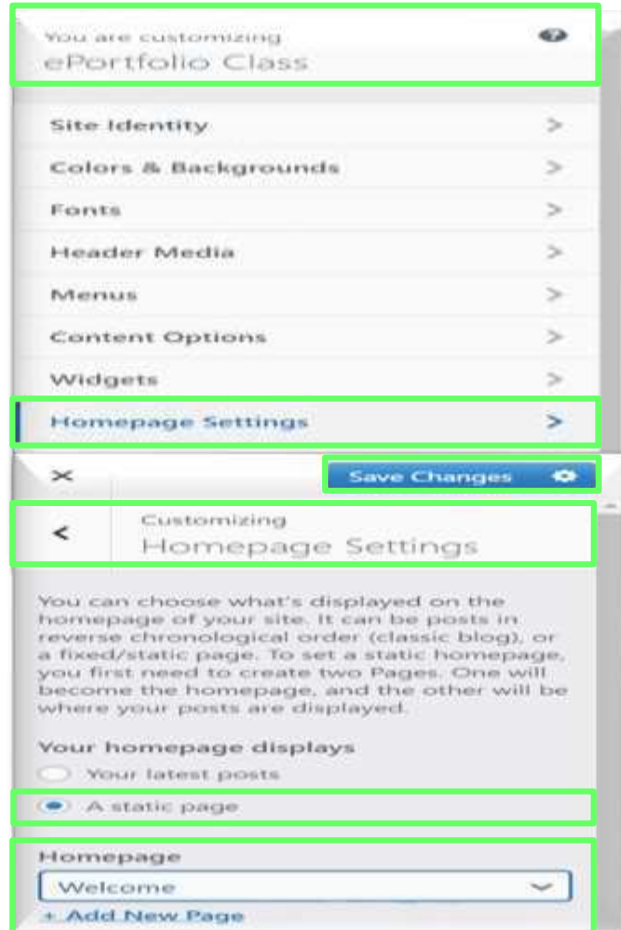 You are customizing
ePortfolio Class
Site Identity
Colors & Backgrounds
Fonts
Header Media
Menus
Content Options
Widgets
Homepage Settings
Save Changes
Customizing
Homepage Settings
You can choose what's displayed on the
homepage of your site. It can be posts in
reverse chronological order (classic blog), or
a fixed/static page. To set a static homepage,
you first need to create two Pages. One will
become the homepage, and the other will be
where your posts are displayed.
Your homepage displays
Your latest posts
A static page
Homepage
Welcome
+ Add New Page